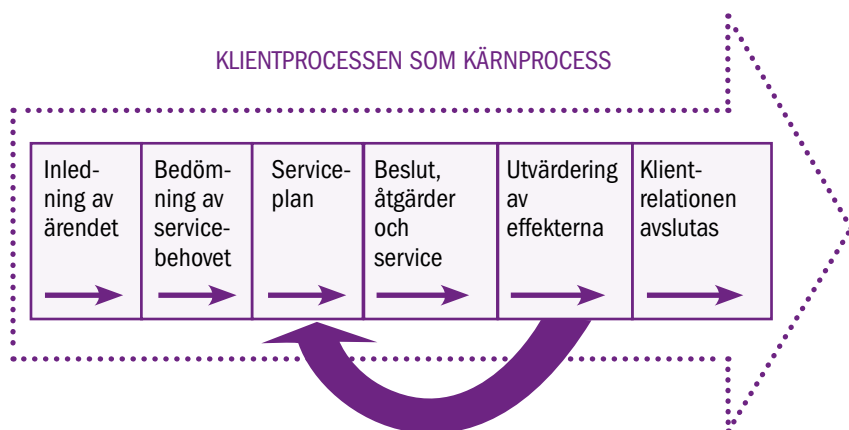 KLIENTPROCESSEN SOM KÄRNPROCESS
Inled-
ning av
ärendet
Bedöm-
ning av
service-
behovet
Service-
plan
Beslut,
åtgärder
och
service
Utvärdering
av
effekterna
Klient-
relationen
avslutas